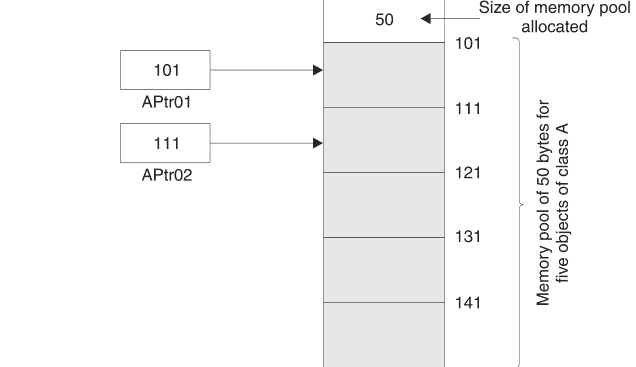 Size of memory pool
allocated
50
101
101
APtr01
111
111
APtr02
121
131
141
Memory pool of 50 bytes for
five objects of class A